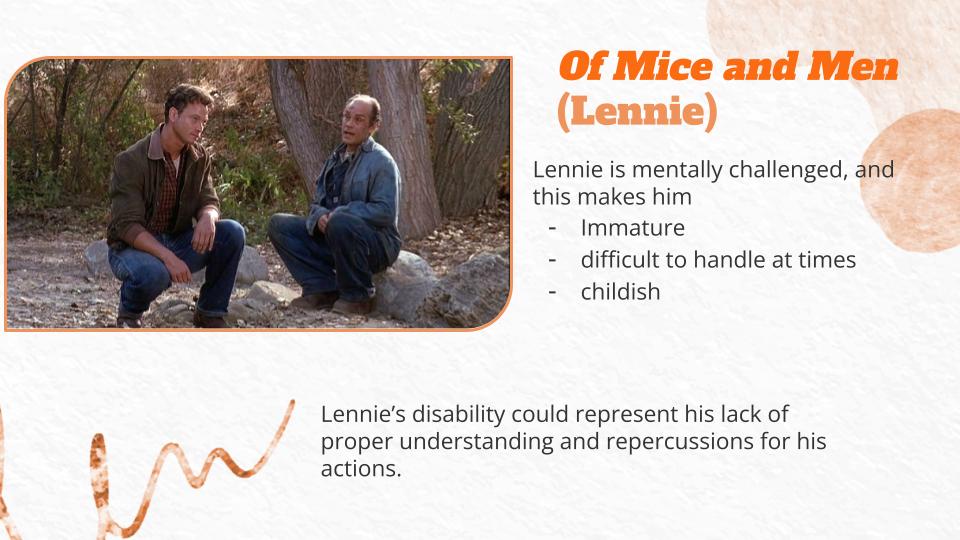 Of Mice and Men
(Lennie)
Lennie is mentally challenged, and
this makes him
- Immature
- difficult to handle at times
- childish
Lennie’s disability could represent his lack of
proper understanding and repercussions for his
actions.